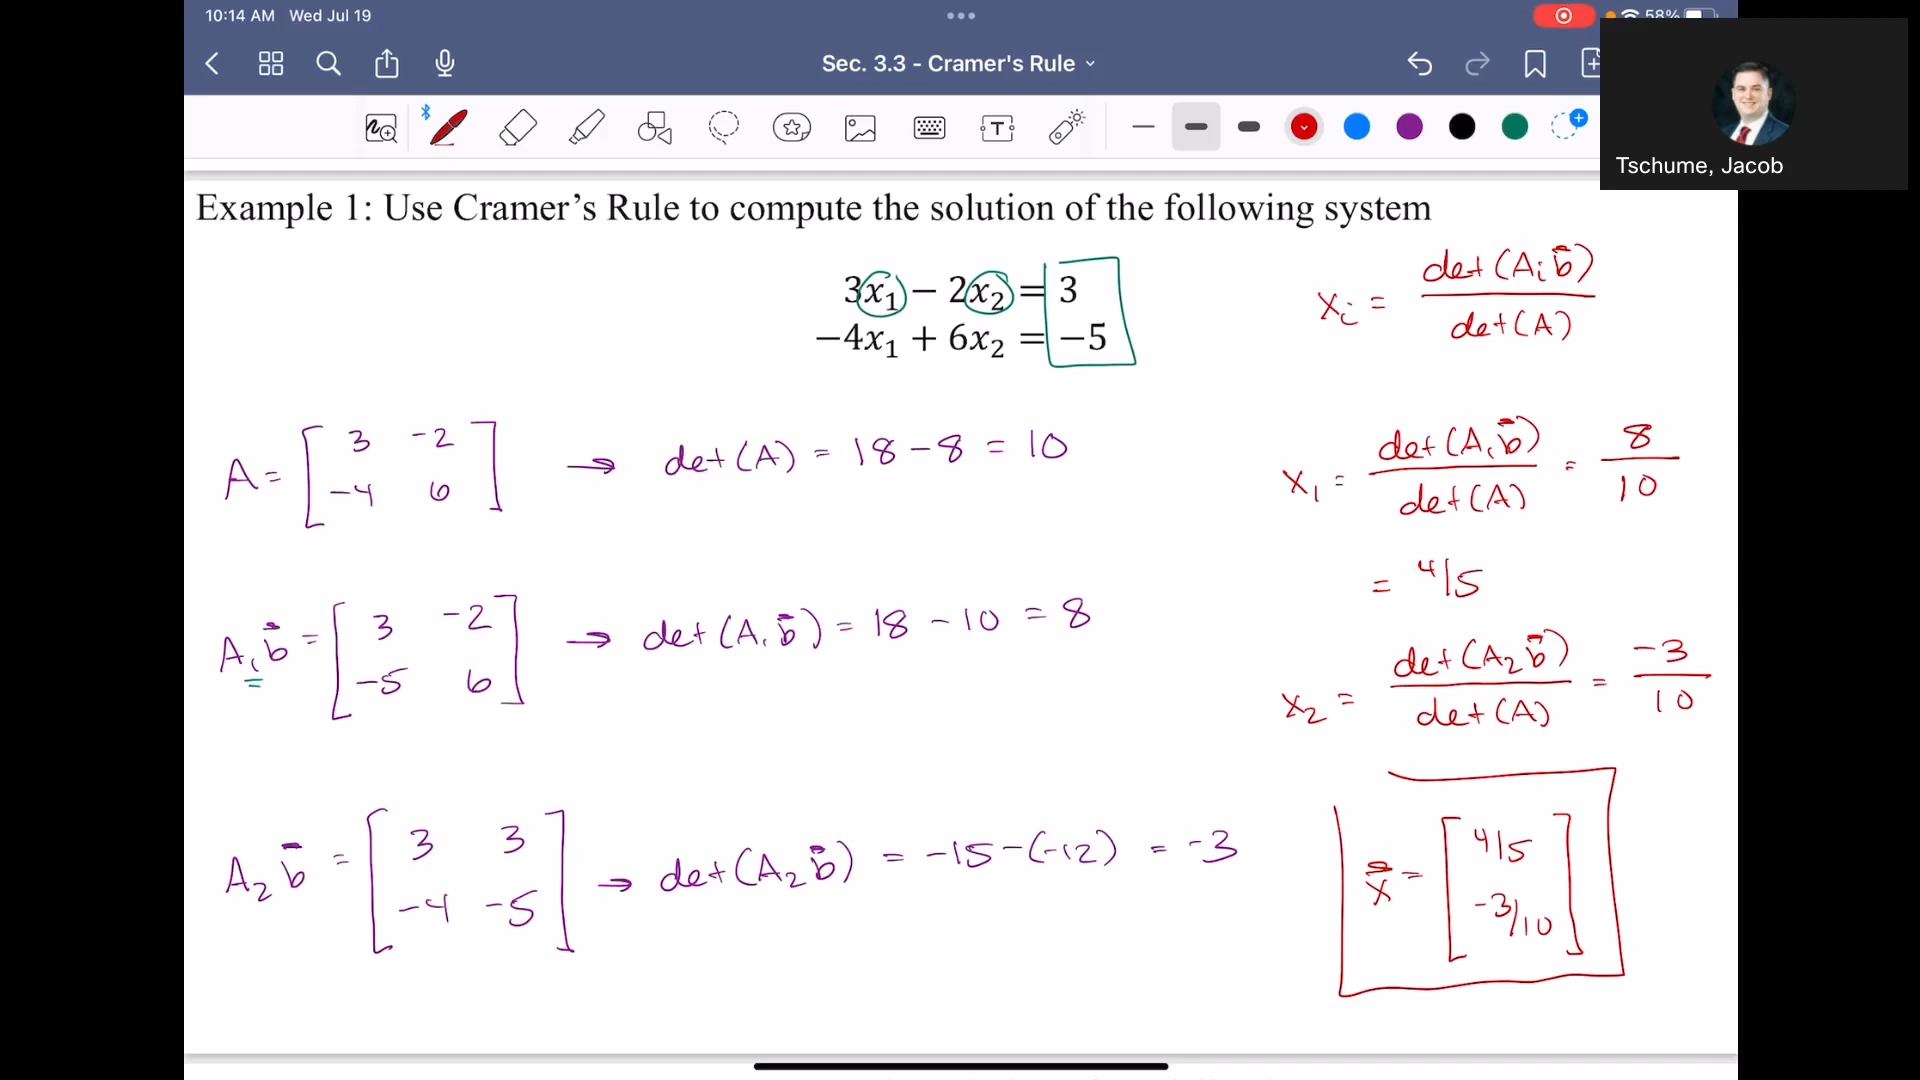 10:14 AM Wed Jul 19
58%
Sec. 3.3 - Cramer's Rule
Tschume, Jacob
Example 1: Use Cramer’s Rule to compute the solution of the following system
3x₁ − 2x₂ = 3
−4x₁ + 6x₂ = −5
xᵢ = det(Aᵢb⃗) / det(A)
A = [3 -2; -4 6] → det(A) = 18 - 8 = 10
x₁ = det(A₁b⃗) / det(A) = 8/10
= 4/5
A₁b⃗ = [3 -2; -5 6] → det(A₁b⃗) = 18 - 10 = 8
x₂ = det(A₂b⃗) / det(A) = -3/10
A₂b⃗ = [3 3; -4 -5] → det(A₂b⃗) = -15 - (-12) = -3
x⃗ = [4/5; -3/10]